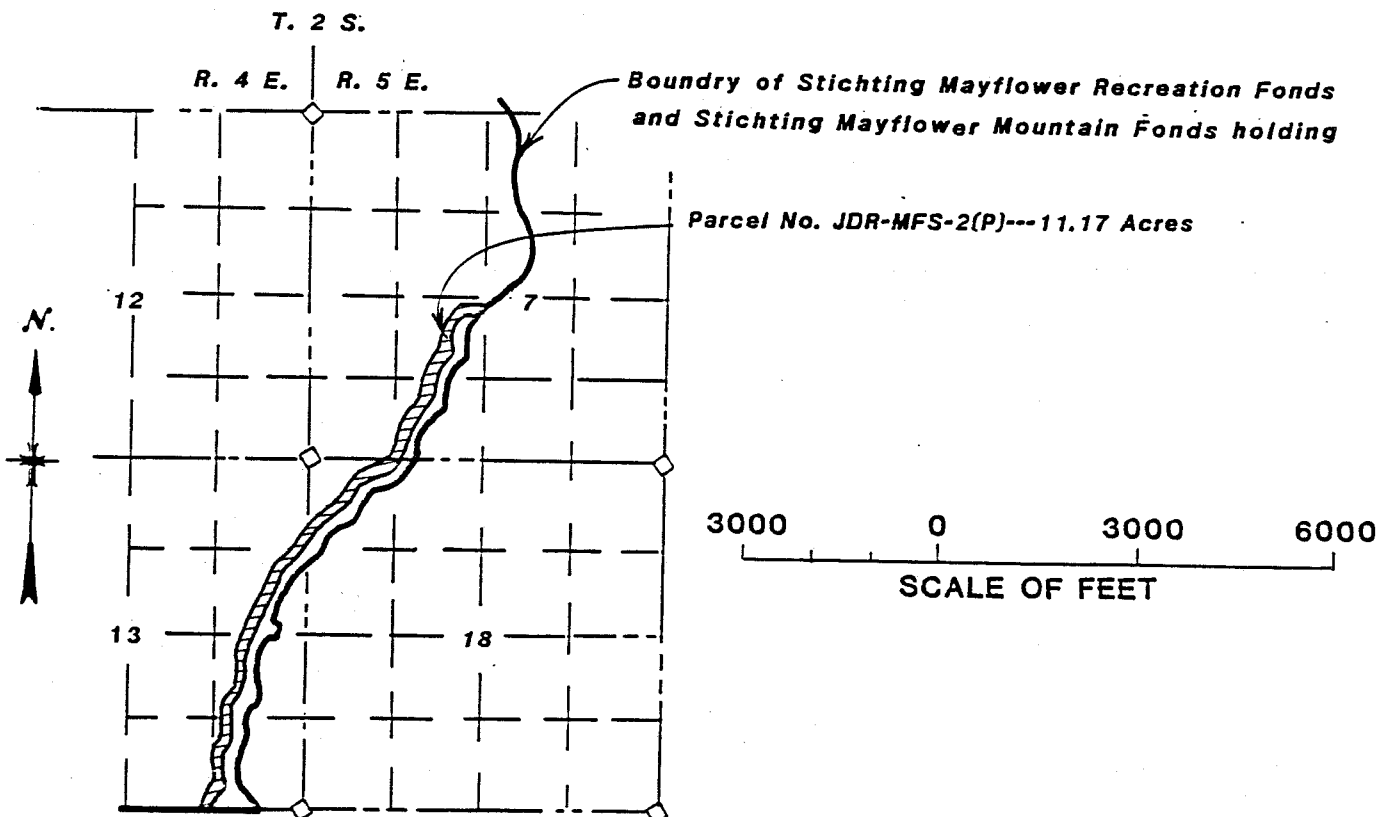 T. 2 S.
R. 4 E. R. 5 E.
Boundry of Stichting Mayflower Recreation Fonds
and Stichting Mayflower Mountain Fonds holding
Parcel No. JDR-MFS-2(P)---11.17 Acres
12
7
N.
3000 0 3000 6000
SCALE OF FEET
13
18